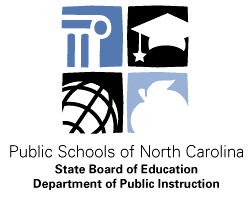 Public Schools of North Carolina
State Board of Education
Department of Public Instruction